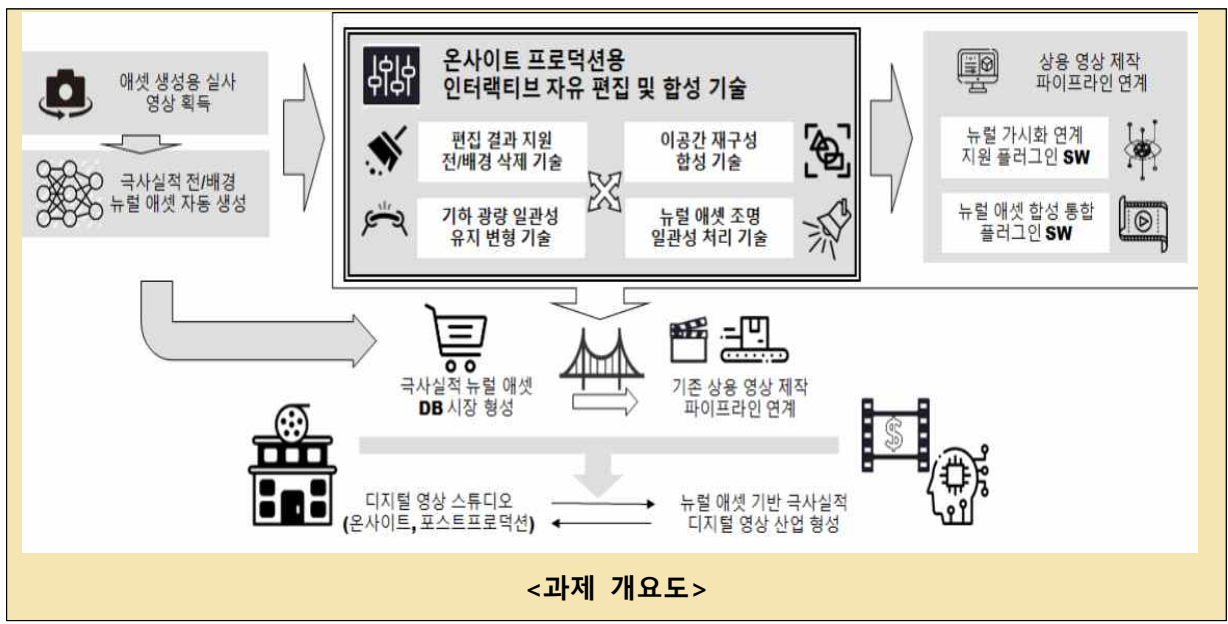 애셋 생성용 실사
영상 획득
극사실적 전/배경
뉴럴 애셋 자동 생성
온사이트 프로덕션용
인터랙티브 자유 편집 및 합성 기술
편집 결과 지원
전/배경 삭제 기술
이공간 재구성
합성 기술
기하 광량 일관성
유지 변형 기술
뉴럴 애셋 조명
일관성 처리 기술
상용 영상 제작
파이프라인 연계
뉴럴 가시화 연계
지원 플러그인 SW
뉴럴 애셋 합성 통합
플러그인 SW
극사실적 뉴럴 애셋
DB 시장 형성
기존 상용 영상 제작
파이프라인 연계
$
디지털 영상 스튜디오
(온사이트, 포스트프로덕션)
뉴럴 애셋 기반 극사실적
디지털 영상 산업 형성
<과제 개요도>